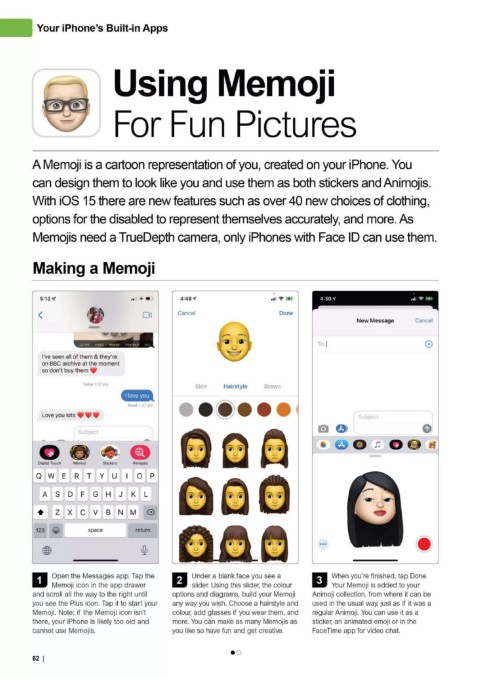 Your iPhone's Built-in Apps
Using Memoji
For Fun Pictures
A Memoji is a cartoon representation of you, created on your iPhone. You
can design them to look like you and use them as both stickers and Animojis.
With iOS 15 there are new features such as over 40 new choices of clothing,
options for the disabled to represent themselves accurately, and more. As
Memojis need a TrueDepth camera, only iPhones with Face ID can use them.
Making a Memoji
5:13
I've seen all of them & they're
on BBC archive at the moment
so don't buy them ❤
Today 1:37 pm
I love you
Love you lots ❤❤❤
Subject
Digital Touch Memoji Stickers #images
Q W E R T Y U I O P
A S D F G H J K L
Z X C V B N M
123 space return
4:48
Cancel Done
Skin Hairstyle Brows
4:50
New Message Cancel
To:
Subject
1 Open the Messages app. Tap the
Memoji icon in the app drawer
and scroll all the way to the right until
you see the Plus icon. Tap it to start your
Memoji. Note: if the Memoji icon isn't
there, your iPhone is likely too old and
cannot use Memojis.
2 Under a blank face you see a
slider. Using this slider, the colour
options and diagrams, build your Memoji
any way you wish. Choose a hairstyle and
colour, add glasses if you wear them, and
more. You can make as many Memojis as
you like so have fun and get creative.
3 When you're finished, tap Done.
Your Memoji is added to your
Animoji collection, from where it can be
used in the usual way, just as if it was a
regular Animoji. You can use it as a
sticker, an animated emoji or in the
FaceTime app for video chat.
62 |